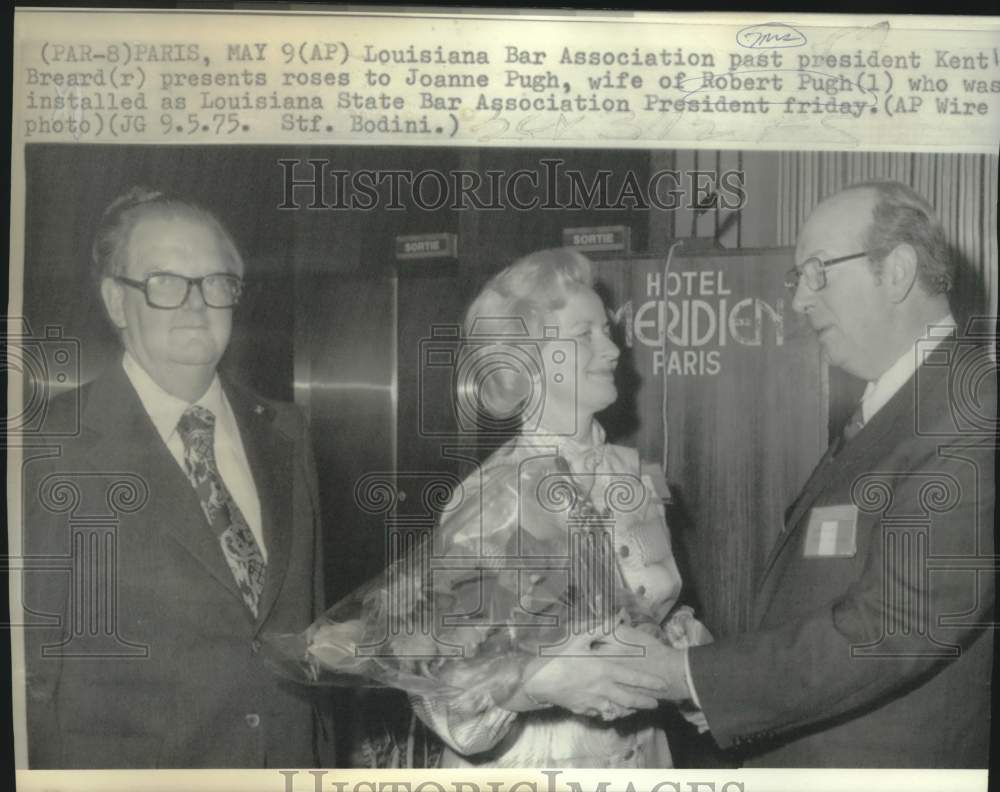 (PAR-8)PARIS, MAY 9(AP) Louisiana Bar Association past president Kent
Breard(r) presents roses to Joanne Pugh, wife of Robert Pugh(l) who was
installed as Louisiana State Bar Association President friday.(AP Wire
photo)(JG 9.5.75. Stf. Bodini.)
HISTORICIMAGES
SORTIE
SORTIE
HOTEL
MERIDIEN
PARIS
HISTORICIMAGES